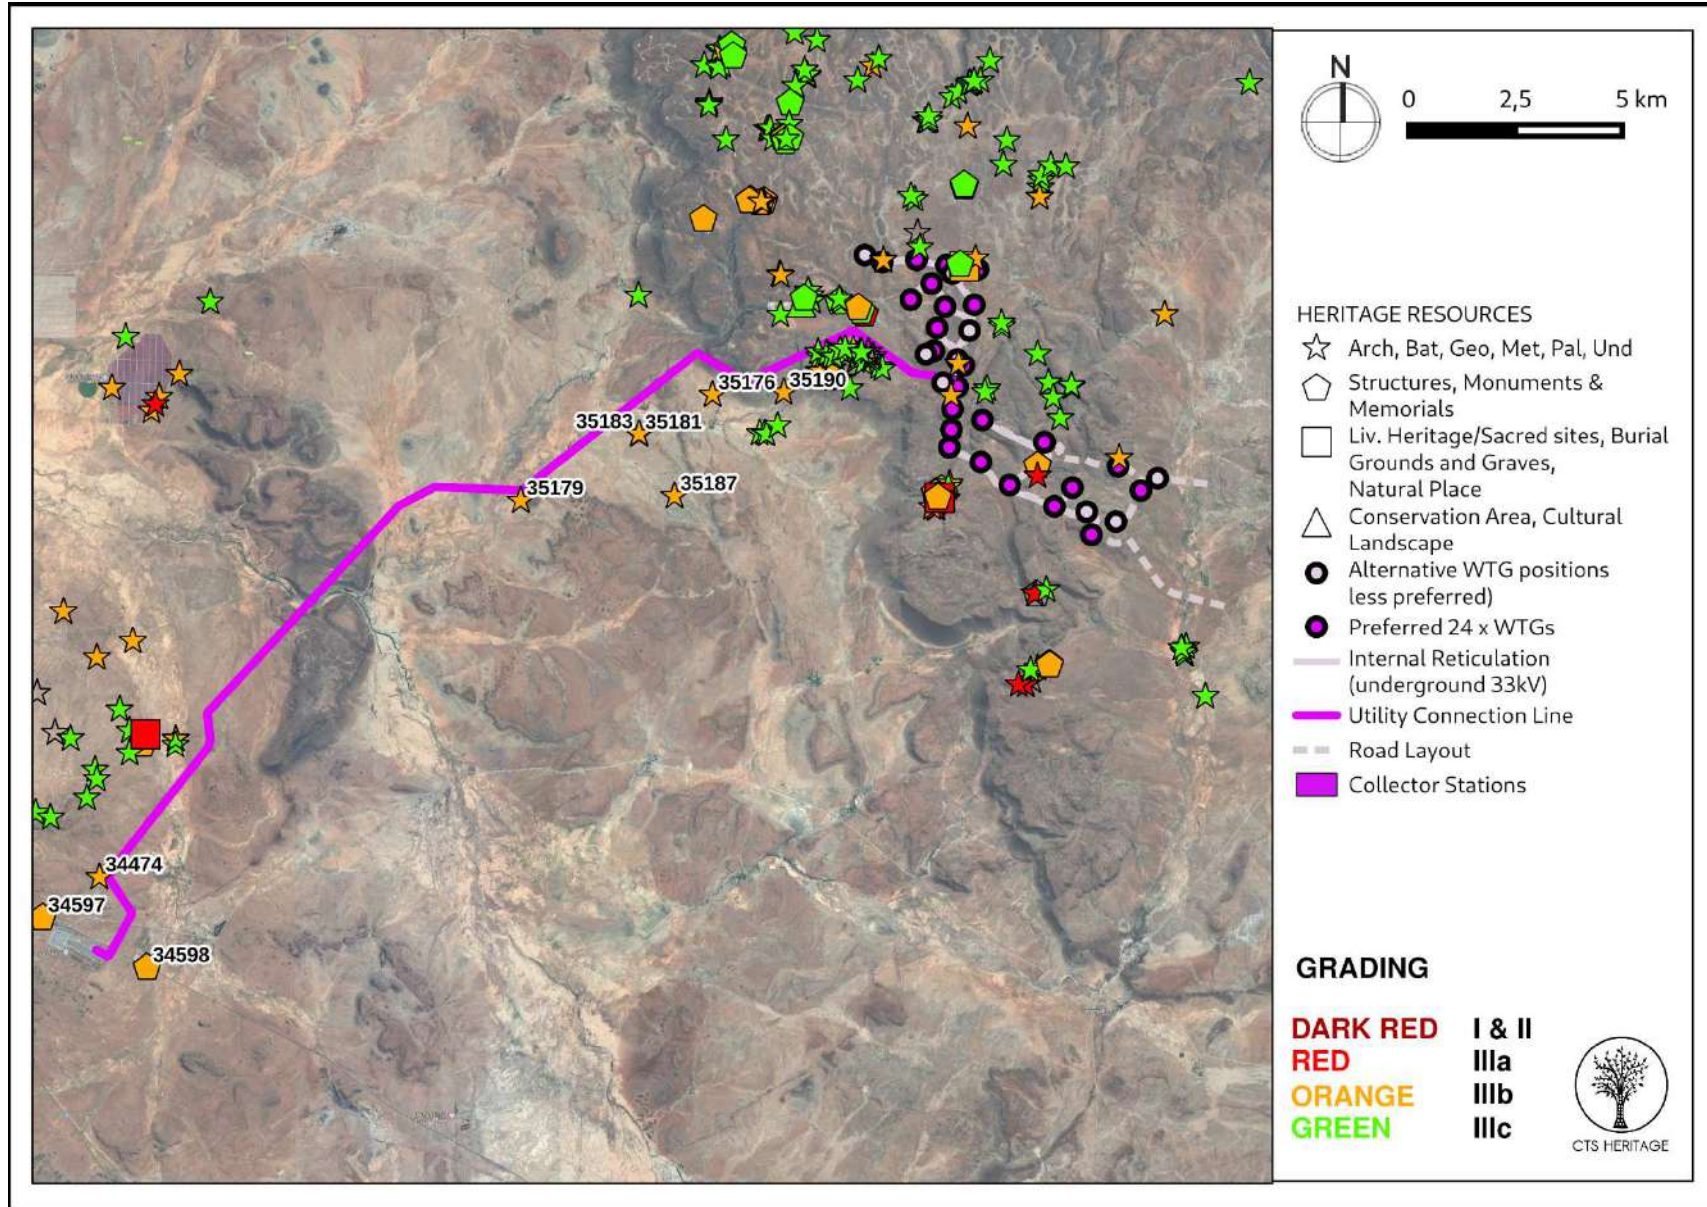 N
0 2,5 5 km
HERITAGE RESOURCES
Arch, Bat, Geo, Met, Pal, Und
Structures, Monuments &
Memorials
Liv. Heritage/Sacred sites, Burial
Grounds and Graves,
Natural Place
Conservation Area, Cultural
Landscape
Alternative WTG positions
less preferred)
Preferred 24 x WTGs
Internal Reticulation
(underground 33kV)
Utility Connection Line
Road Layout
Collector Stations
GRADING
DARK RED I & II
RED IIIa
ORANGE IIIb
GREEN IIIc
CTS HERITAGE
35176
35190
35183
35181
35179
35187
34474
34597
34598